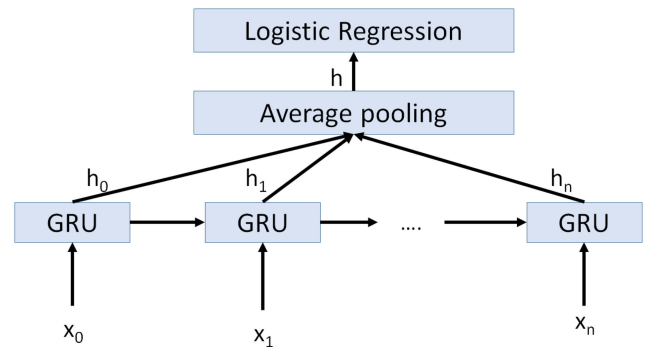 Logistic Regression
h
Average pooling
h₀ h₁ hₙ
GRU GRU .... GRU
x₀ x₁ xₙ